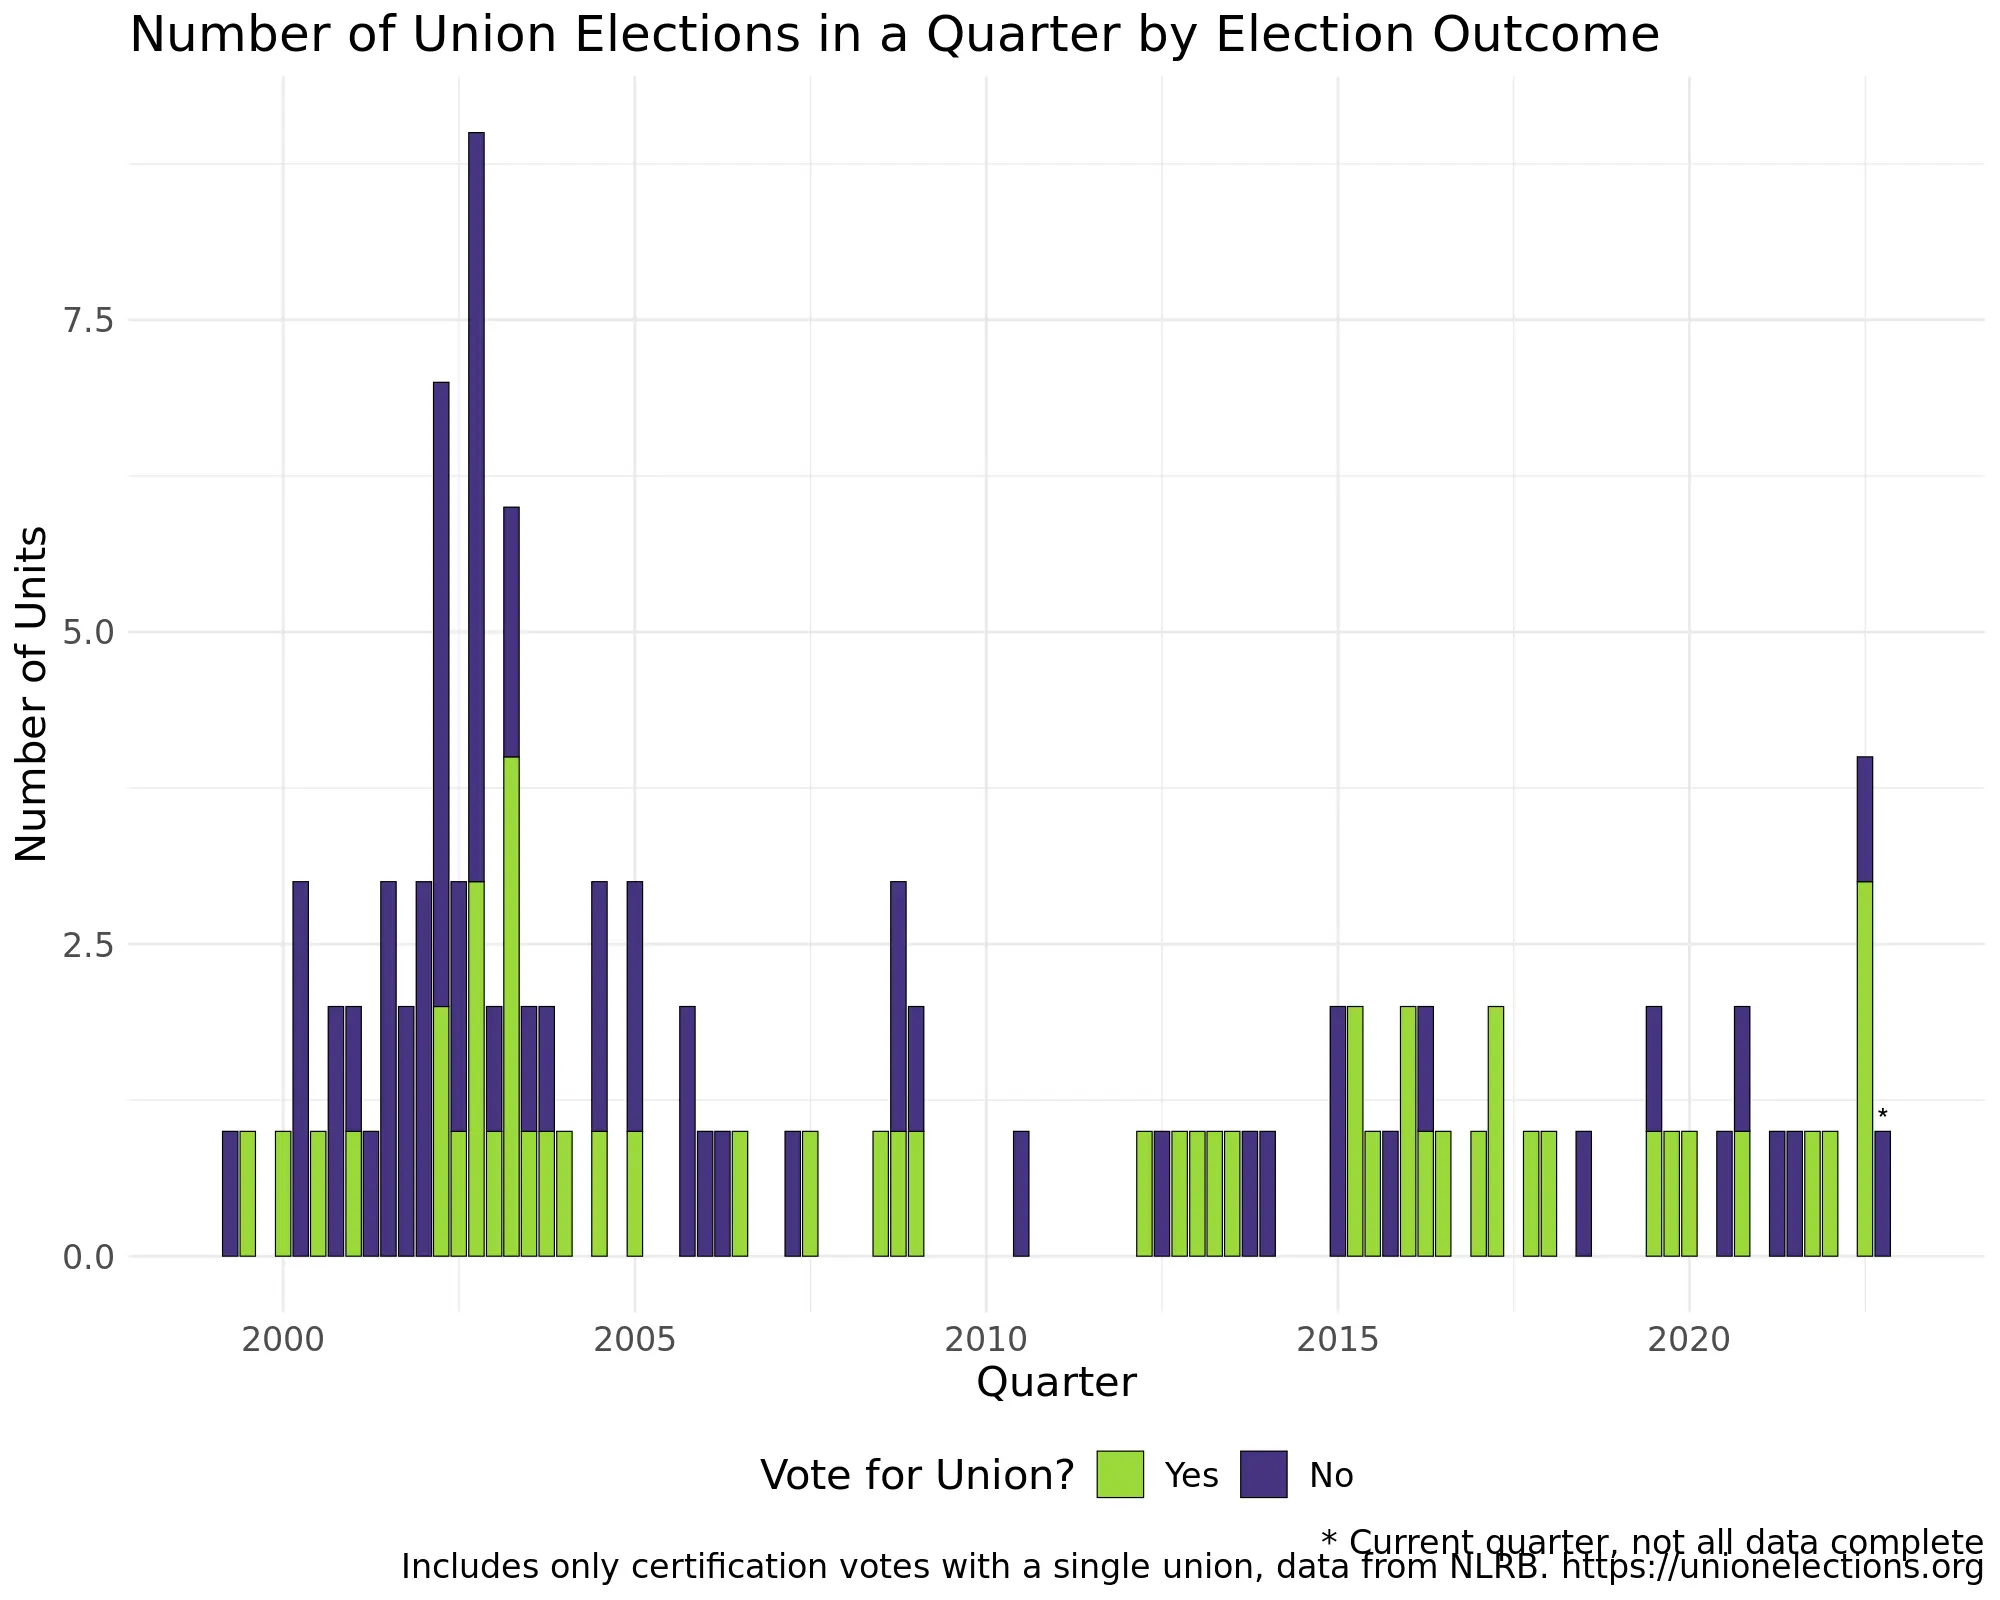 Number of Union Elections in a Quarter by Election Outcome
Number of Units
7.5
5.0
2.5
0.0
*
2000 2005 2010 2015 2020
Quarter
Vote for Union? Yes No
* Current quarter, not all data complete
Includes only certification votes with a single union, data from NLRB. https://unionelections.org